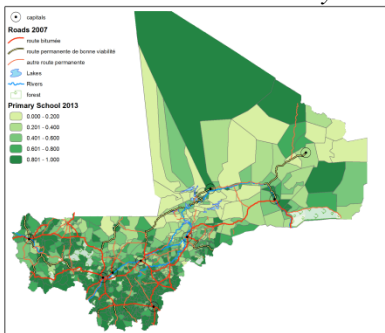 capitals
Roads 2007
route bitumée
route permanente de bonne viabilité
autre route permanente
Lakes
Rivers
forest
Primary School 2013
0.000 - 0.200
0.201 - 0.400
0.401 - 0.600
0.601 - 0.800
0.801 - 1.000